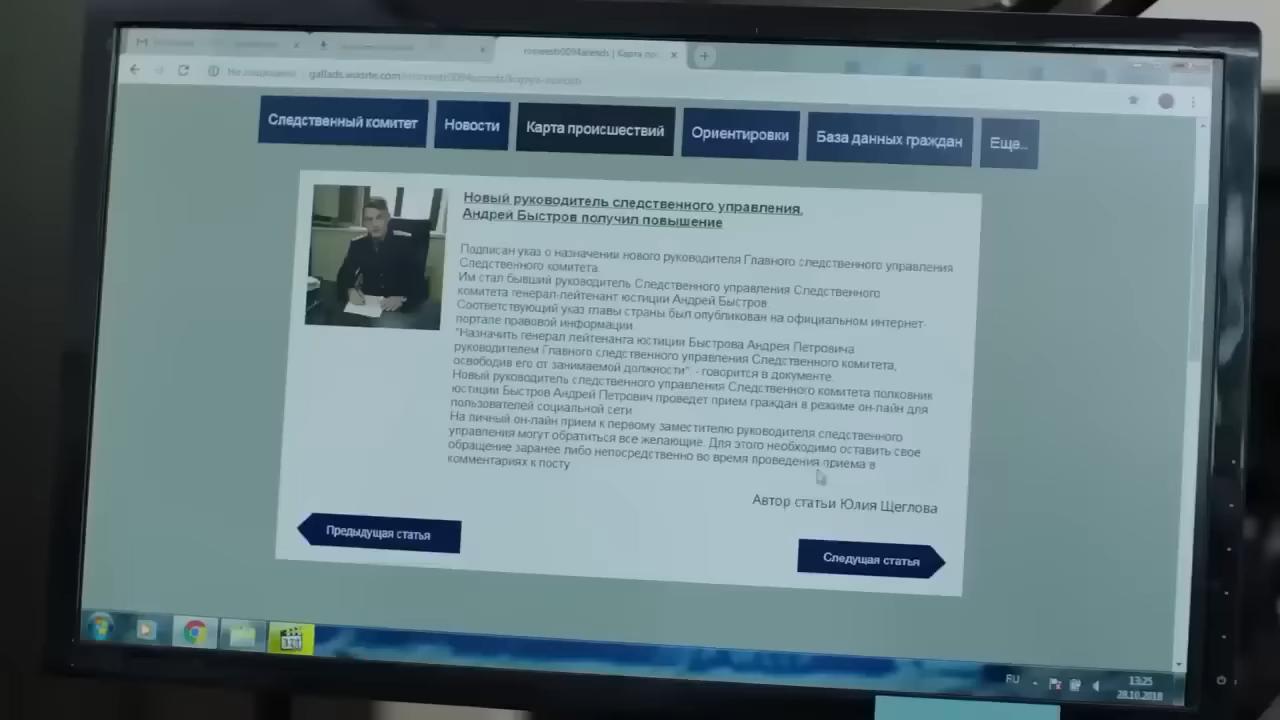 rosreestr0094arends | Карта про
gallads.wixsite.com
Следственный комитет
Новости
Карта происшествий
Ориентировки
База данных граждан
Еще...
Новый руководитель следственного управления.
Андрей Быстров получил повышение
Подписан указ о назначении нового руководителя Главного следственного управления
Следственного комитета.
Им стал бывший руководитель Следственного управления Следственного
комитета генерал-лейтенант юстиции Андрей Быстров.
Соответствующий указ главы страны был опубликован на официальном интернет-
портале правовой информации
"Назначить генерал лейтенанта юстиции Быстрова Андрея Петровича
руководителем Главного следственного управления Следственного комитета,
освободив его от занимаемой должности". - говорится в документе.
Новый руководитель следственного управления Следственного комитета полковник
юстиции Быстров Андрей Петрович проведет прием граждан в режиме он-лайн для
пользователей социальной сети
На личный он-лайн прием к первому заместителю руководителя следственного
управления могут обратиться все желающие. Для этого необходимо оставить свое
обращение заранее либо непосредственно во время проведения приема в
комментариях к посту
Автор статьи Юлия Щеглова
Предыдущая статья
Следущая статья
RU
13:25
28.10.2018